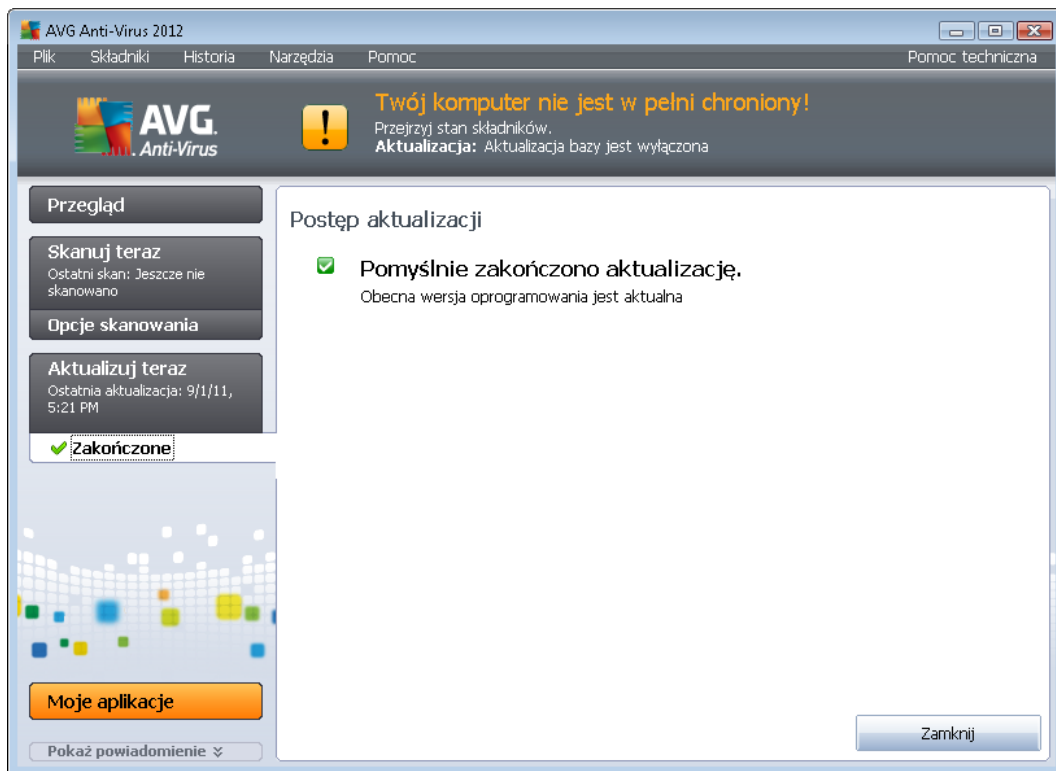 AVG Anti-Virus 2012
Plik Składniki Historia Narzędzia Pomoc Pomoc techniczna
AVG.
Anti-Virus
Twój komputer nie jest w pełni chroniony!
Przejrzyj stan składników.
Aktualizacja: Aktualizacja bazy jest wyłączona
Przegląd
Skanuj teraz
Ostatni skan: Jeszcze nie
skanowano
Opcje skanowania
Aktualizuj teraz
Ostatnia aktualizacja: 9/1/11,
5:21 PM
Zakończone
Moje aplikacje
Pokaż powiadomienie
Postęp aktualizacji
Pomyślnie zakończono aktualizację.
Obecna wersja oprogramowania jest aktualna
Zamknij